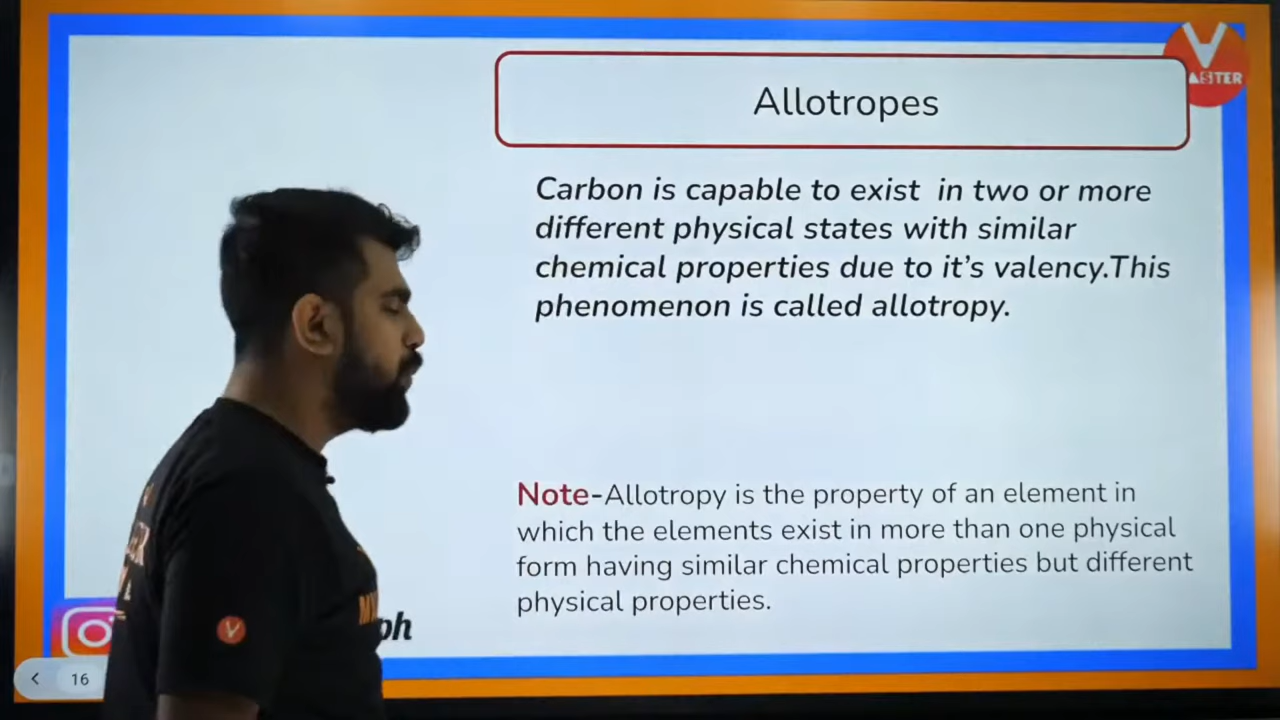 V
Allotropes
Carbon is capable to exist in two or more
different physical states with similar
chemical properties due to it's valency.This
phenomenon is called allotropy.
Note-Allotropy is the property of an element in
which the elements exist in more than one physical
form having similar chemical properties but different
physical properties.
ph
16